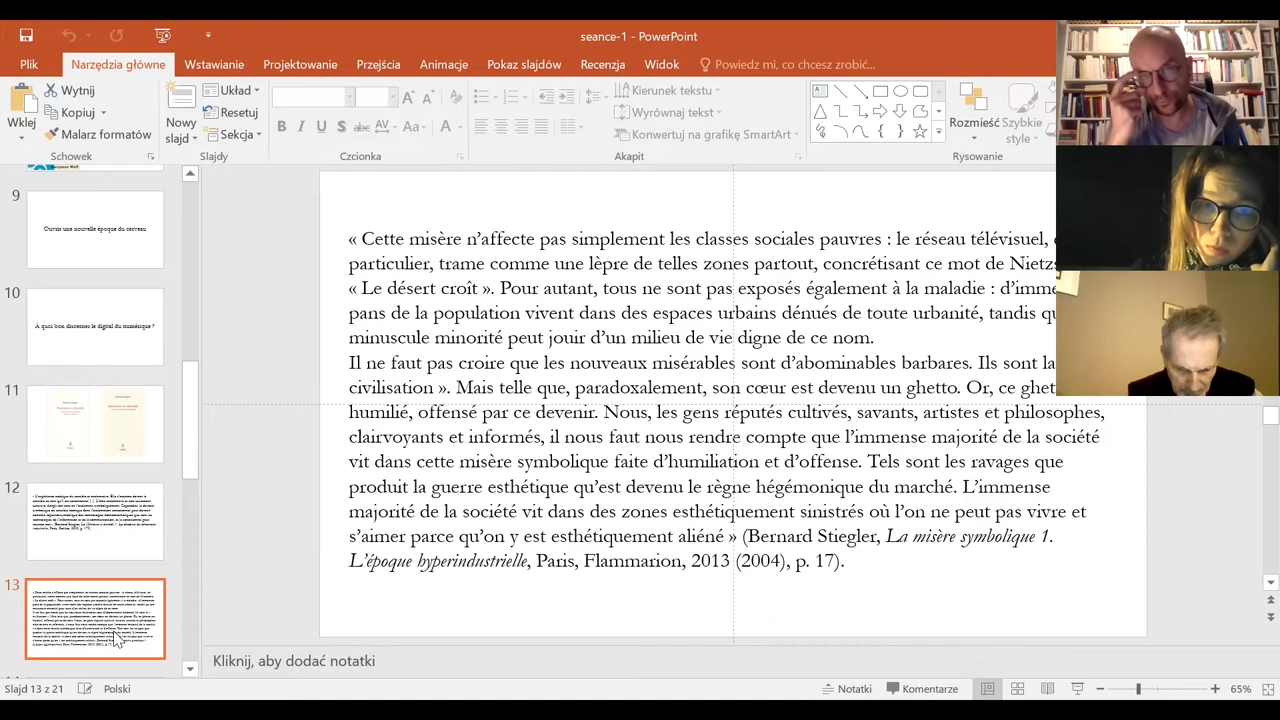 seance-1 - PowerPoint
Plik
Narzędzia główne
Wstawianie
Projektowanie
Przejścia
Animacje
Pokaz slajdów
Recenzja
Widok
Powiedz mi, co chcesz zrobić...
Wklej
Wytnij
Kopiuj
Malarz formatów
Schowek
Nowy
slajd
Układ
Resetuj
Sekcja
Slajdy
Czcionka
Kierunek tekstu
Wyrównaj tekst
Konwertuj na grafikę SmartArt
Akapit
Rozmieść
Szybkie
style
Rysowanie
9
Ouvrir une nouvelle époque du cerveau
10
À quoi bon discerner le digital du numérique ?
11
12
13
« Cette misère n’affecte pas simplement les classes sociales pauvres : le réseau télévisuel,
particulier, trame comme une lèpre de telles zones partout, concrétisant ce mot de
« Le désert croît ». Pour autant, tous ne sont pas exposés également à la maladie :
pans de la population vivent dans des espaces urbains dénués de toute urbanité, tandis
minuscule minorité peut jouir d’un milieu de vie digne de ce nom.
Il ne faut pas croire que les nouveaux misérables sont d’abominables barbares. Ils sont la
civilisation ». Mais telle que, paradoxalement, son cœur est devenu un ghetto. Or, ce
humilié, offensé par ce devenir. Nous, les gens réputés cultivés, savants, artistes et philosophes,
clairvoyants et informés, il nous faut nous rendre compte que l’immense majorité de la société
vit dans cette misère symbolique faite d’humiliation et d’offense. Tels sont les ravages que
produit la guerre esthétique qu’est devenu le règne hégémonique du marché. L’immense
majorité de la société vit dans des zones esthétiquement sinistrés où l’on ne peut pas vivre et
s’aimer parce qu’on y est esthétiquement aliéné » (Bernard Stiegler, La misère symbolique 1.
L’époque hyperindustrielle, Paris, Flammarion, 2013 (2004), p. 17).
Kliknij, aby dodać notatki
Slajd 13 z 21
Polski
Notatki
Komentarze
65%